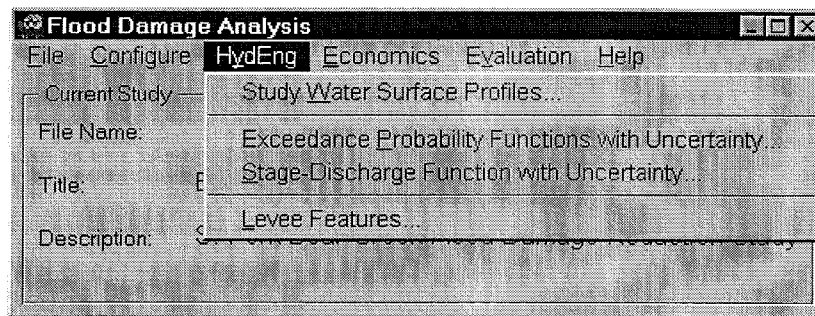 Flood Damage Analysis
File Configure HydEng Economics Evaluation Help
Current Study
Study Water Surface Profiles...
File Name:
Exceedance Probability Functions with Uncertainty...
Stage-Discharge Function with Uncertainty...
Title:
Levee Features...
Description: